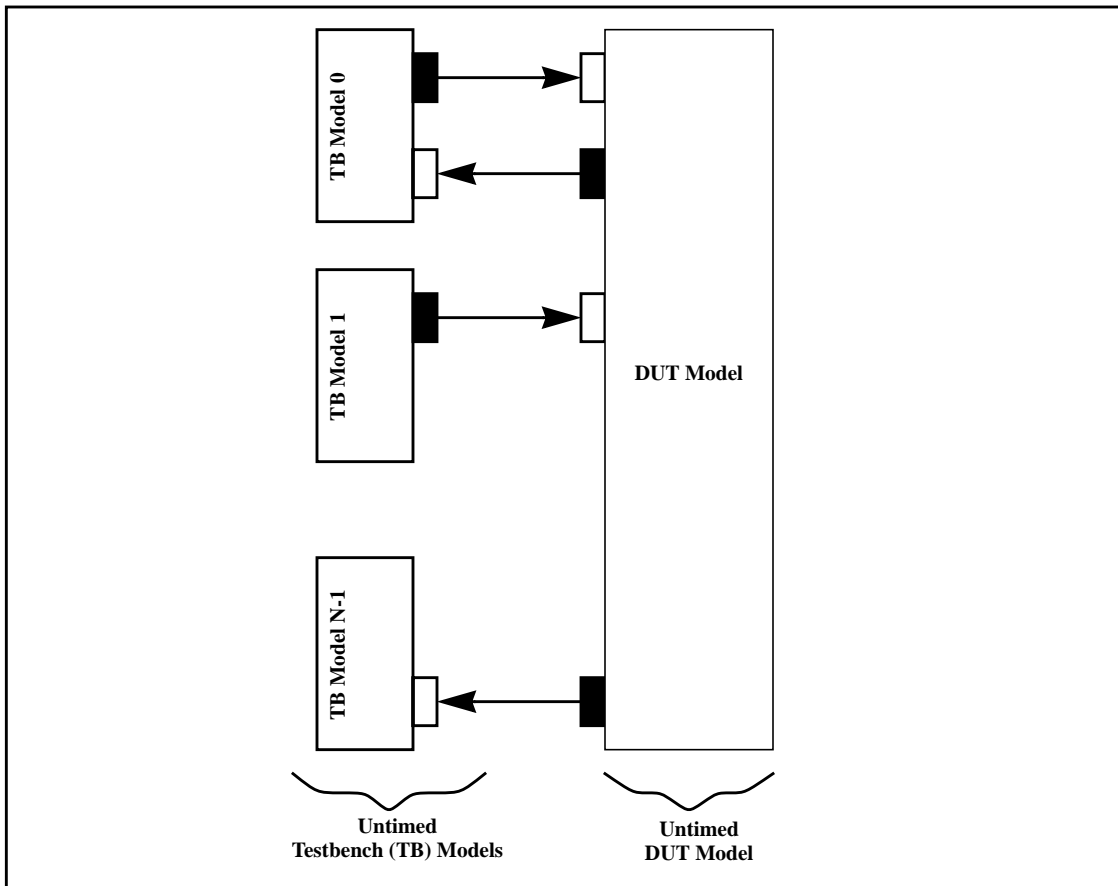 TB Model 0
TB Model 1
DUT Model
TB Model N-1
Untimed
Testbench (TB) Models
Untimed
DUT Model